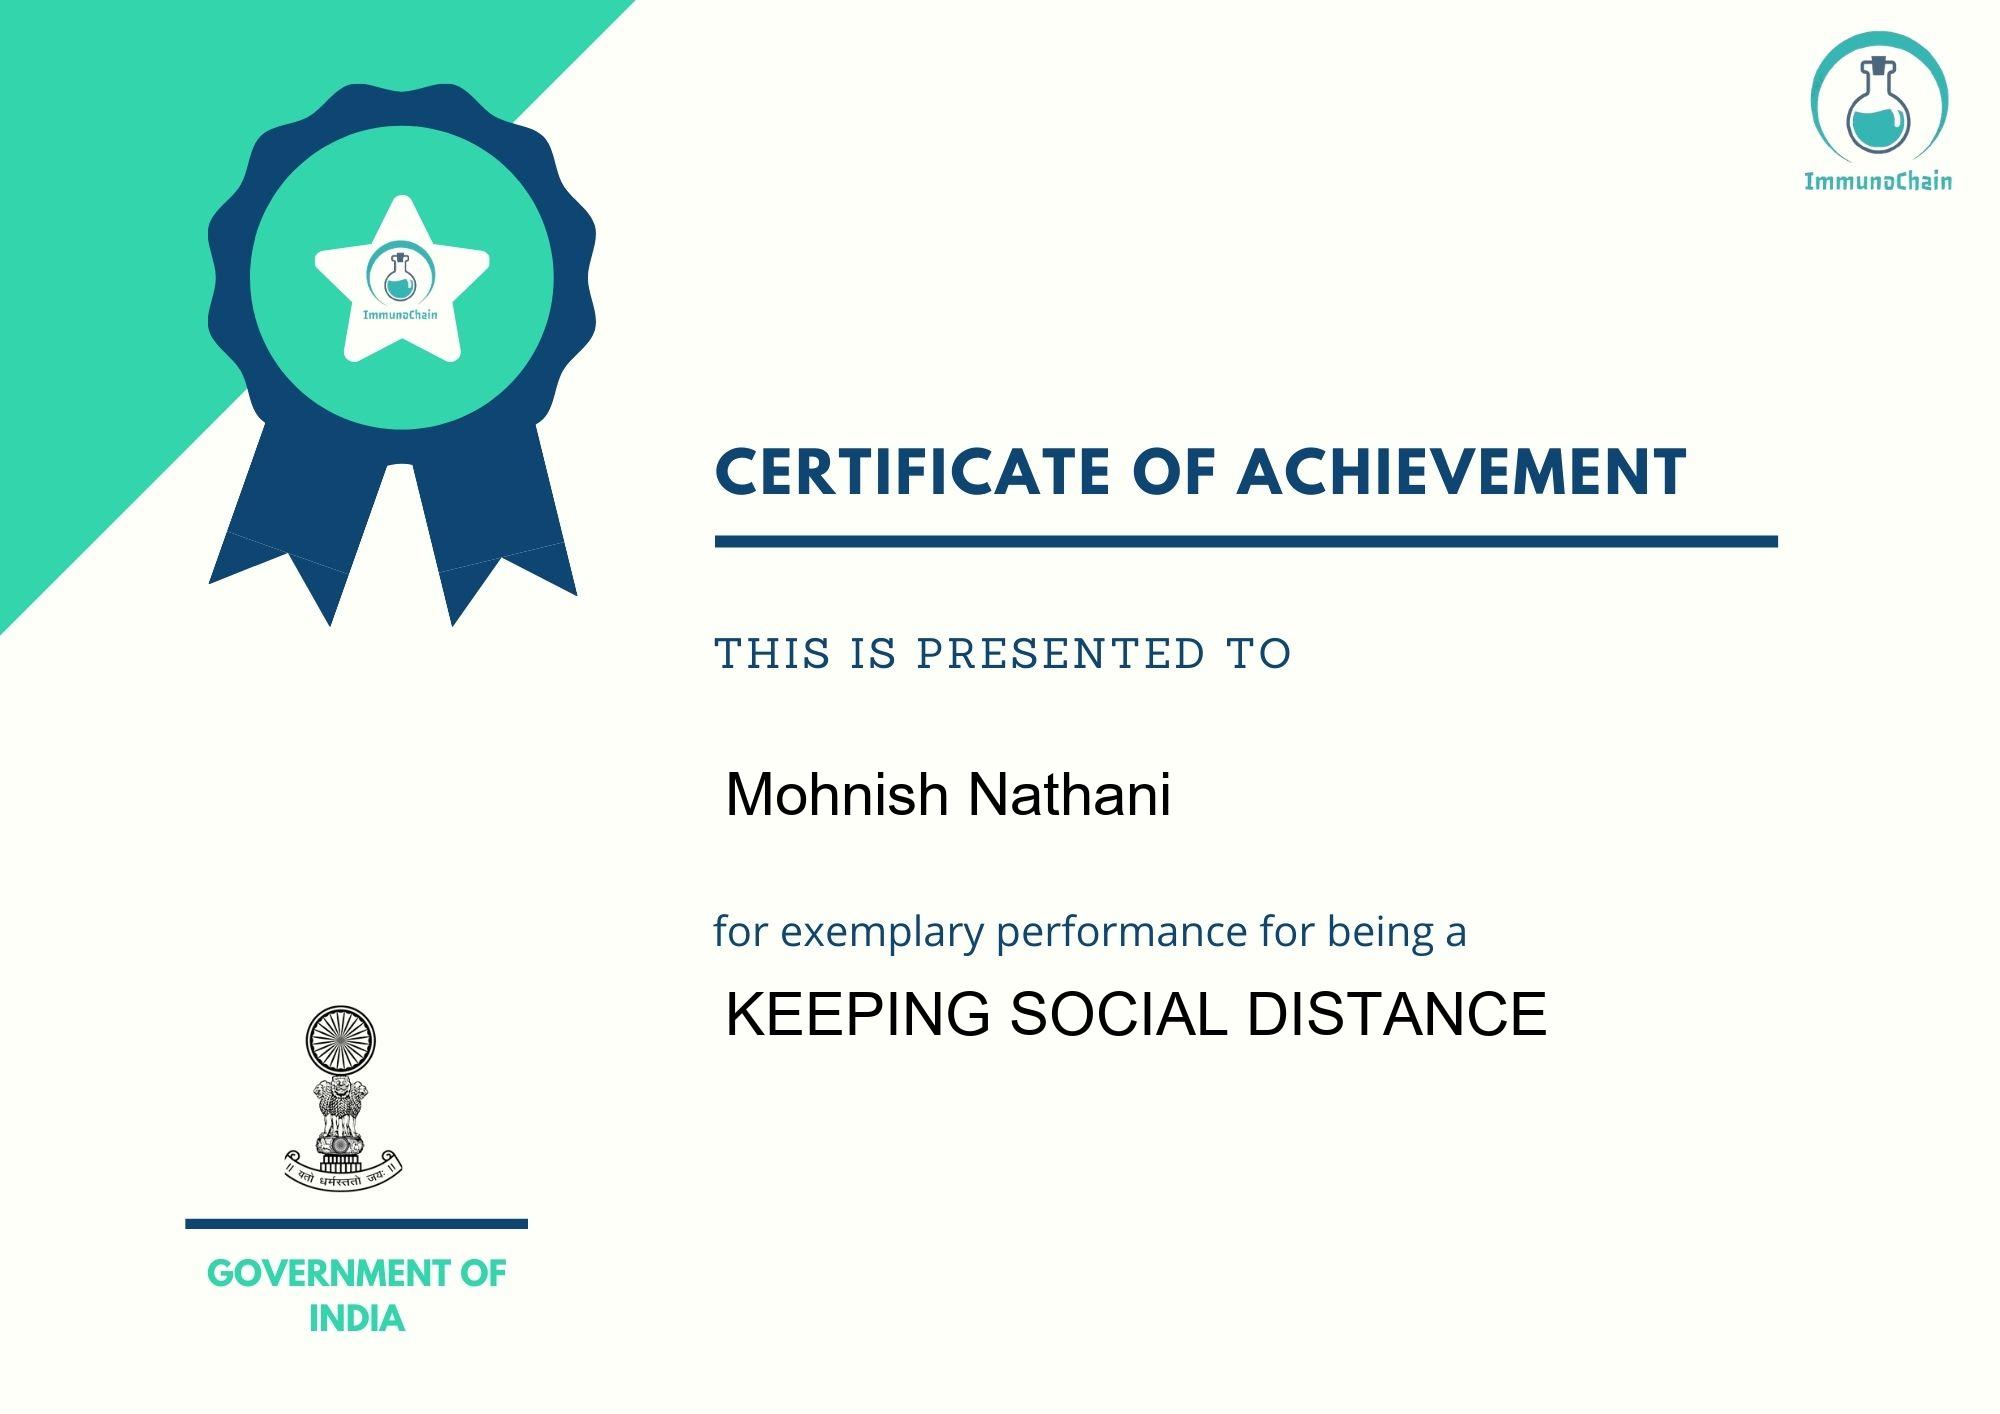 ImmunoChain
ImmunoChain
CERTIFICATE OF ACHIEVEMENT
THIS IS PRESENTED TO
Mohnish Nathani
for exemplary performance for being a
KEEPING SOCIAL DISTANCE
॥ यतो धर्मस्ततो जयः ॥
GOVERNMENT OF
INDIA